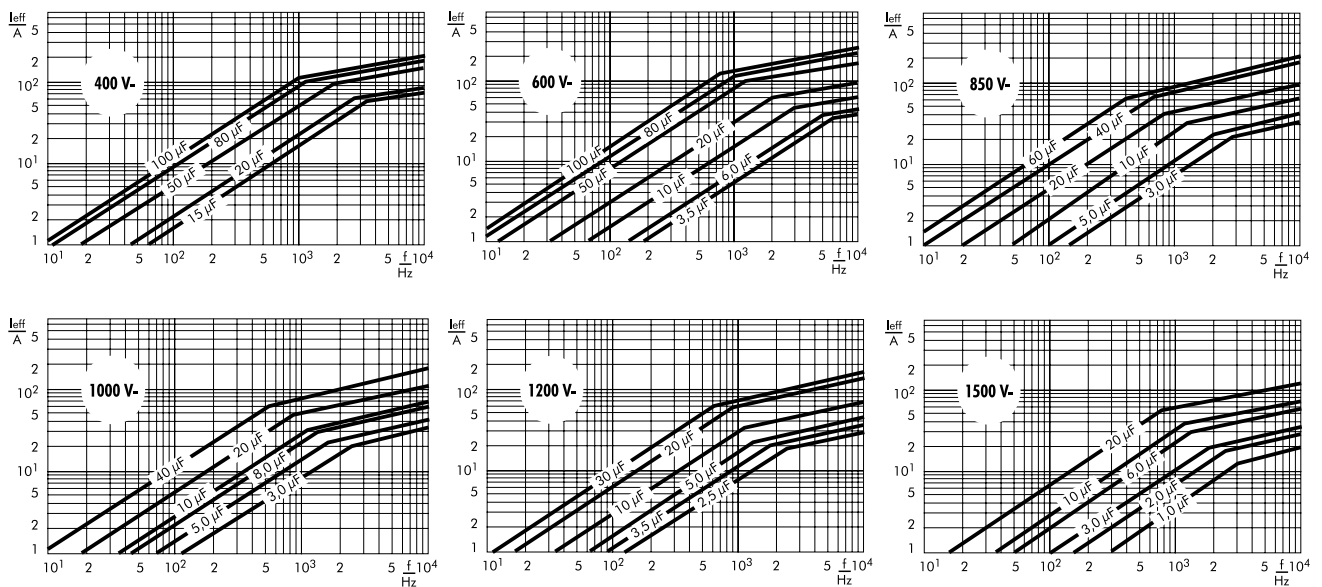 Ieff/A
5
2
10²
5
2
10¹
5
2
1
400 V-
100 µF
80 µF
50 µF
20 µF
15 µF
10¹ 2 5 10² 2 5 10³ 2 5 f/Hz 10⁴
Ieff/A
5
2
10²
5
2
10¹
5
2
1
600 V-
100 µF
80 µF
50 µF
20 µF
10 µF
6,0 µF
3,5 µF
10¹ 2 5 10² 2 5 10³ 2 5 f/Hz 10⁴
Ieff/A
5
2
10²
5
2
10¹
5
2
1
850 V-
60 µF
40 µF
20 µF
10 µF
5,0 µF
3,0 µF
10¹ 2 5 10² 2 5 10³ 2 5 f/Hz 10⁴
Ieff/A
5
2
10²
5
2
10¹
5
2
1
1000 V-
40 µF
20 µF
10 µF
8,0 µF
5,0 µF
3,0 µF
10¹ 2 5 10² 2 5 10³ 2 5 f/Hz 10⁴
Ieff/A
5
2
10²
5
2
10¹
5
2
1
1200 V-
30 µF
20 µF
10 µF
5,0 µF
3,5 µF
2,5 µF
10¹ 2 5 10² 2 5 10³ 2 5 f/Hz 10⁴
Ieff/A
5
2
10²
5
2
10¹
5
2
1
1500 V-
20 µF
10 µF
6,0 µF
3,0 µF
2,0 µF
1,0 µF
10¹ 2 5 10² 2 5 10³ 2 5 f/Hz 10⁴